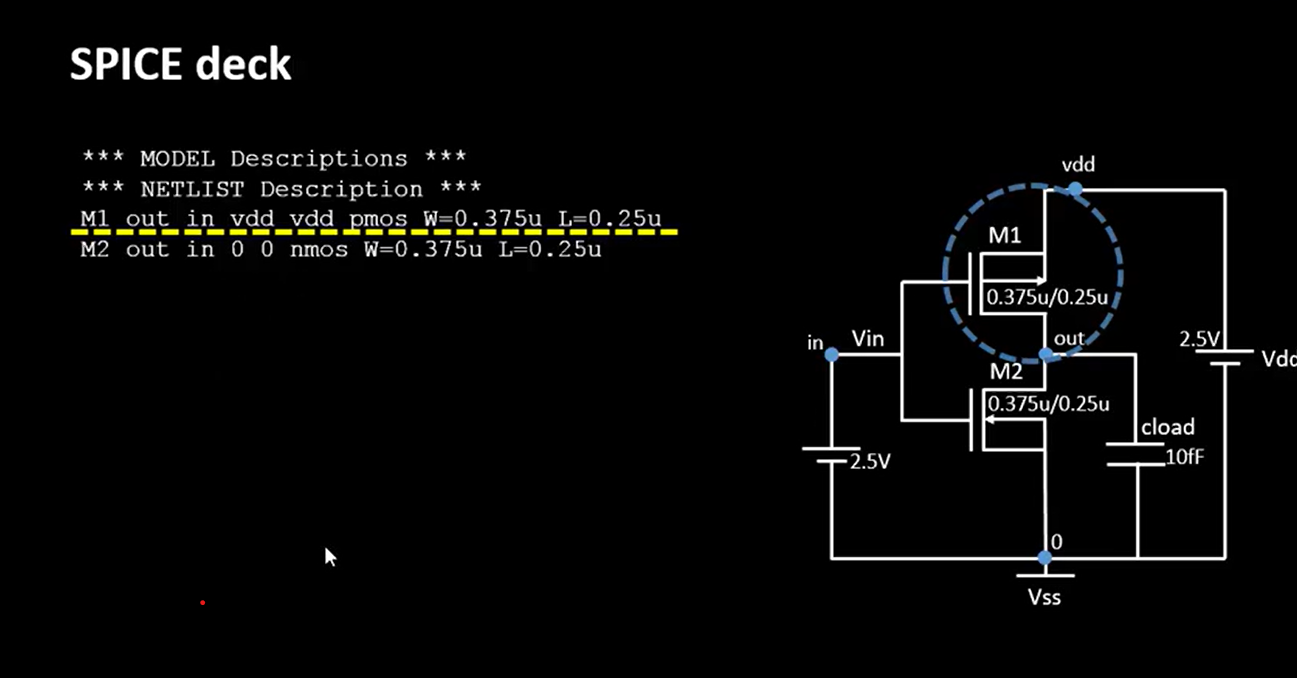 SPICE deck
*** MODEL Descriptions ***
*** NETLIST Description ***
M1 out in vdd vdd pmos W=0.375u L=0.25u
M2 out in 0 0 nmos W=0.375u L=0.25u
vdd
M1
0.375u/0.25u
in
Vin
out
2.5V
Vdd
M2
0.375u/0.25u
cload
10fF
2.5V
0
Vss